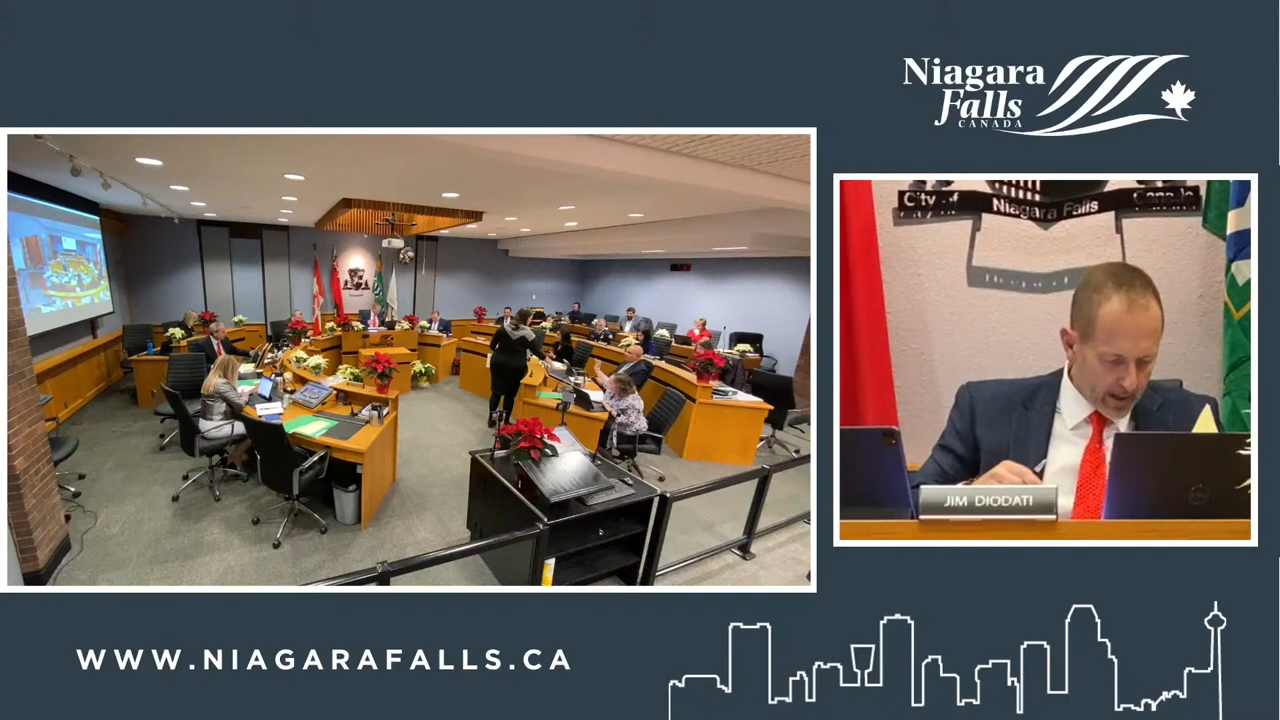 Niagara
Falls
CANADA
City of
Niagara Falls
Canada
JIM DIODATI
WWW.NIAGARAFALLS.CA